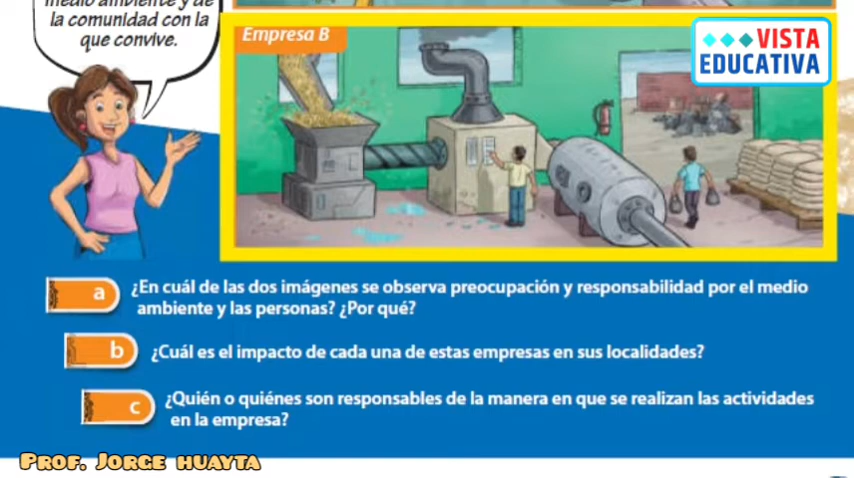 medio ambiente y de
la comunidad con la
que convive.
Empresa B
VISTA
EDUCATIVA
a ¿En cuál de las dos imágenes se observa preocupación y responsabilidad por el medio
ambiente y las personas? ¿Por qué?
b ¿Cuál es el impacto de cada una de estas empresas en sus localidades?
c ¿Quién o quiénes son responsables de la manera en que se realizan las actividades
en la empresa?
Prof. Jorge huayta